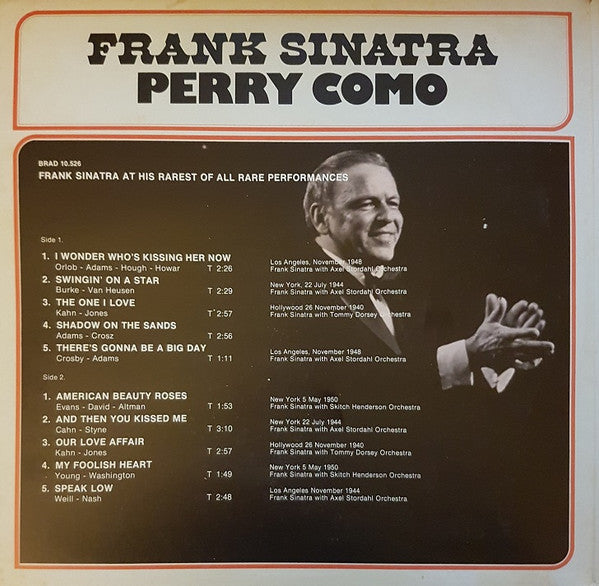 FRANK SINATRA
PERRY COMO
BRAD 10.526
FRANK SINATRA AT HIS RAREST OF ALL RARE PERFORMANCES
Side 1.
1. I WONDER WHO'S KISSING HER NOW
Orlob - Adams - Hough - Howar T 2:26
Los Angeles, November 1948
Frank Sinatra with Axel Stordahl Orchestra
2. SWINGIN' ON A STAR
Burke - Van Heusen T 2:29
New York, 22 July 1944
Frank Sinatra with Axel Stordahl Orchestra
3. THE ONE I LOVE
Kahn - Jones T 2:57
Hollywood 26 November 1940
Frank Sinatra with Tommy Dorsey Orchestra
4. SHADOW ON THE SANDS
Adams - Crosz T 2:56
5. THERE'S GONNA BE A BIG DAY
Crosby - Adams T 1:11
Los Angeles, November 1948
Frank Sinatra with Axel Stordahl Orchestra
Side 2.
1. AMERICAN BEAUTY ROSES
Evans - David - Altman T 1:53
New York 5 May 1950
Frank Sinatra with Skitch Henderson Orchestra
2. AND THEN YOU KISSED ME
Cahn - Styne T 3:10
New York 22 July 1944
Frank Sinatra with Axel Stordahl Orchestra
3. OUR LOVE AFFAIR
Kahn - Jones T 2:57
Hollywood 26 November 1940
Frank Sinatra with Tommy Dorsey Orchestra
4. MY FOOLISH HEART
Young - Washington T 1:49
New York 5 May 1950
Frank Sinatra with Skitch Henderson Orchestra
5. SPEAK LOW
Weill - Nash T 2:48
Los Angeles November 1944
Frank Sinatra with Axel Stordahl Orchestra